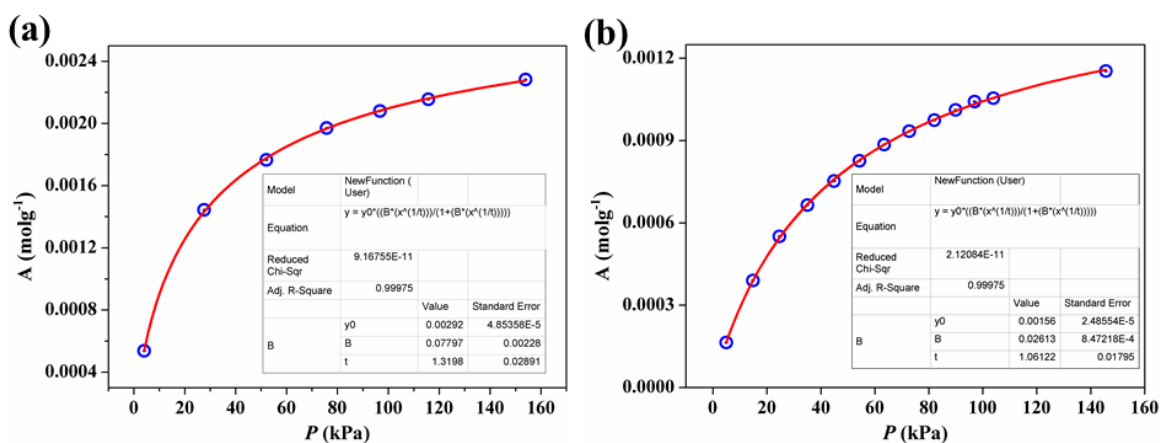 (a)
0.0024
0.0020
0.0016
0.0012
0.0008
0.0004
A (molg-1)
0 20 40 60 80 100 120 140 160
P (kPa)
Model NewFunction (
User)
Equation y = y0*((B*(x^(1/t)))/(1+(B*(x^(1/t)))))
Reduced
Chi-Sqr 9.16755E-11
Adj. R-Square 0.99975
Value Standard Error
y0 0.00292 4.85358E-5
B B 0.07797 0.00228
t 1.3198 0.02891
(b)
0.0012
0.0009
0.0006
0.0003
0.0000
A (molg-1)
0 20 40 60 80 100 120 140 160
P (kPa)
Model NewFunction (User)
Equation y = y0*((B*(x^(1/t)))/(1+(B*(x^(1/t)))))
Reduced
Chi-Sqr 2.12084E-11
Adj. R-Square 0.99975
Value Standard Error
y0 0.00156 2.48554E-5
B B 0.02613 8.47218E-4
t 1.06122 0.01795